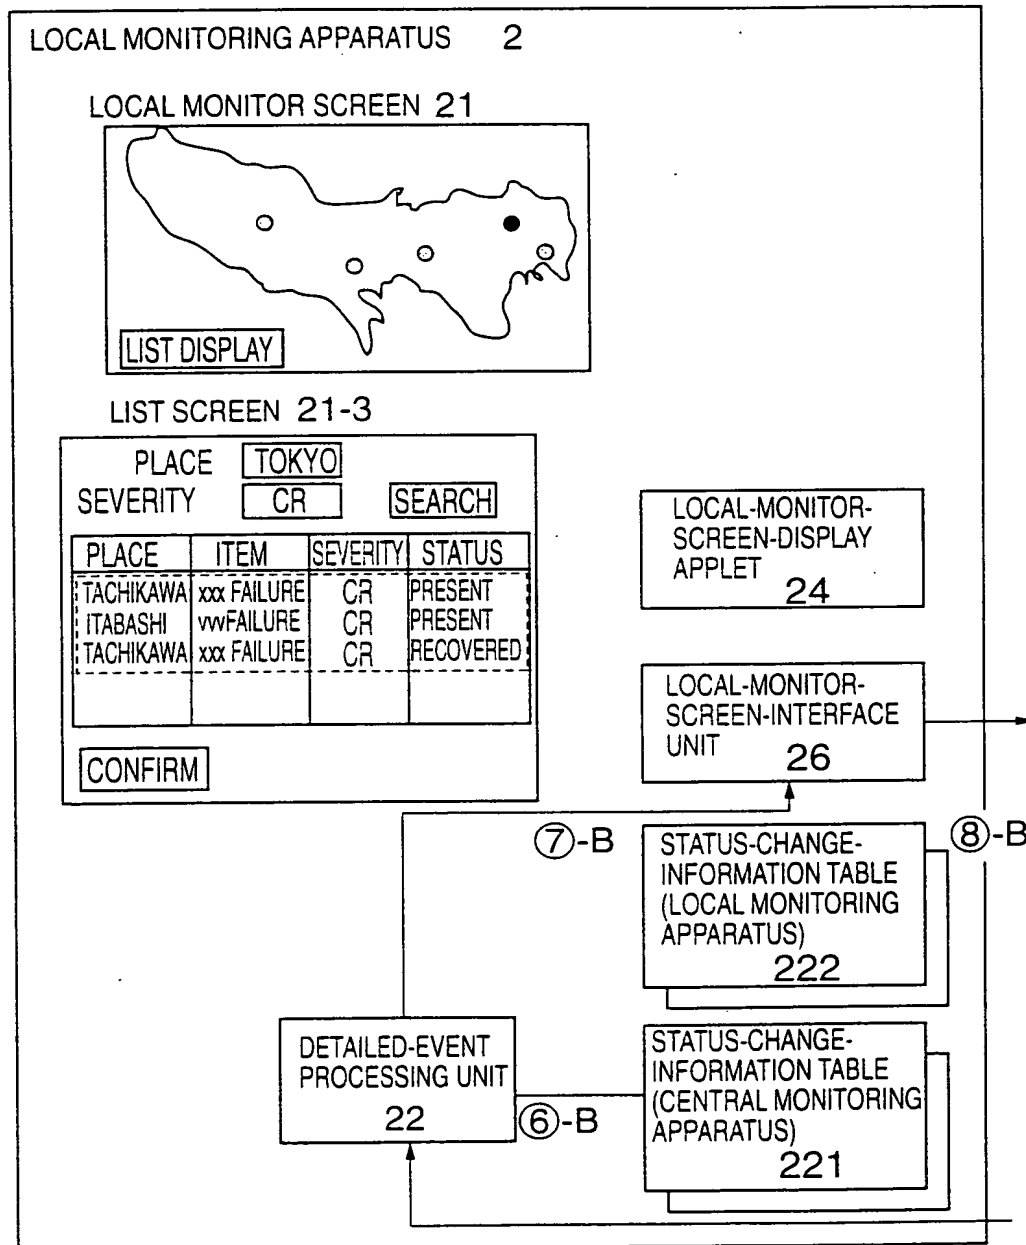 LOCAL MONITORING APPARATUS 2
LOCAL MONITOR SCREEN 21
LIST DISPLAY
LIST SCREEN 21-3
PLACE TOKYO
SEVERITY CR SEARCH
PLACE ITEM SEVERITY STATUS
TACHIKAWA xxx FAILURE CR PRESENT
ITABASHI vvvFAILURE CR PRESENT
TACHIKAWA xxx FAILURE CR RECOVERED
CONFIRM
LOCAL-MONITOR-
SCREEN-DISPLAY
APPLET
24
LOCAL-MONITOR-
SCREEN-INTERFACE
UNIT
26
⑦-B
⑧-B
STATUS-CHANGE-
INFORMATION TABLE
(LOCAL MONITORING
APPARATUS)
222
DETAILED-EVENT
PROCESSING UNIT
22
⑥-B
STATUS-CHANGE-
INFORMATION TABLE
(CENTRAL MONITORING
APPARATUS)
221